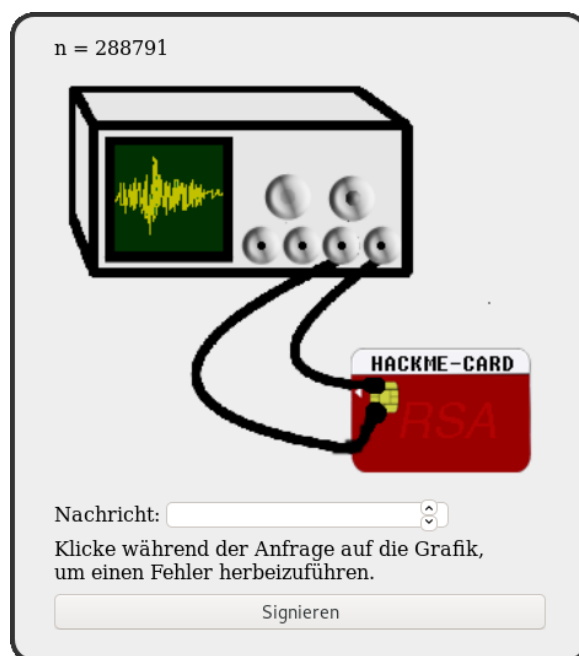 n = 288791
HACKME-CARD
RSA
Nachricht:
Klicke während der Anfrage auf die Grafik,
um einen Fehler herbeizuführen.
Signieren